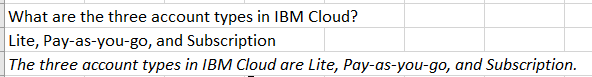 What are the three account types in IBM Cloud?
Lite, Pay-as-you-go, and Subscription
The three account types in IBM Cloud are Lite, Pay-as-you-go, and Subscription.